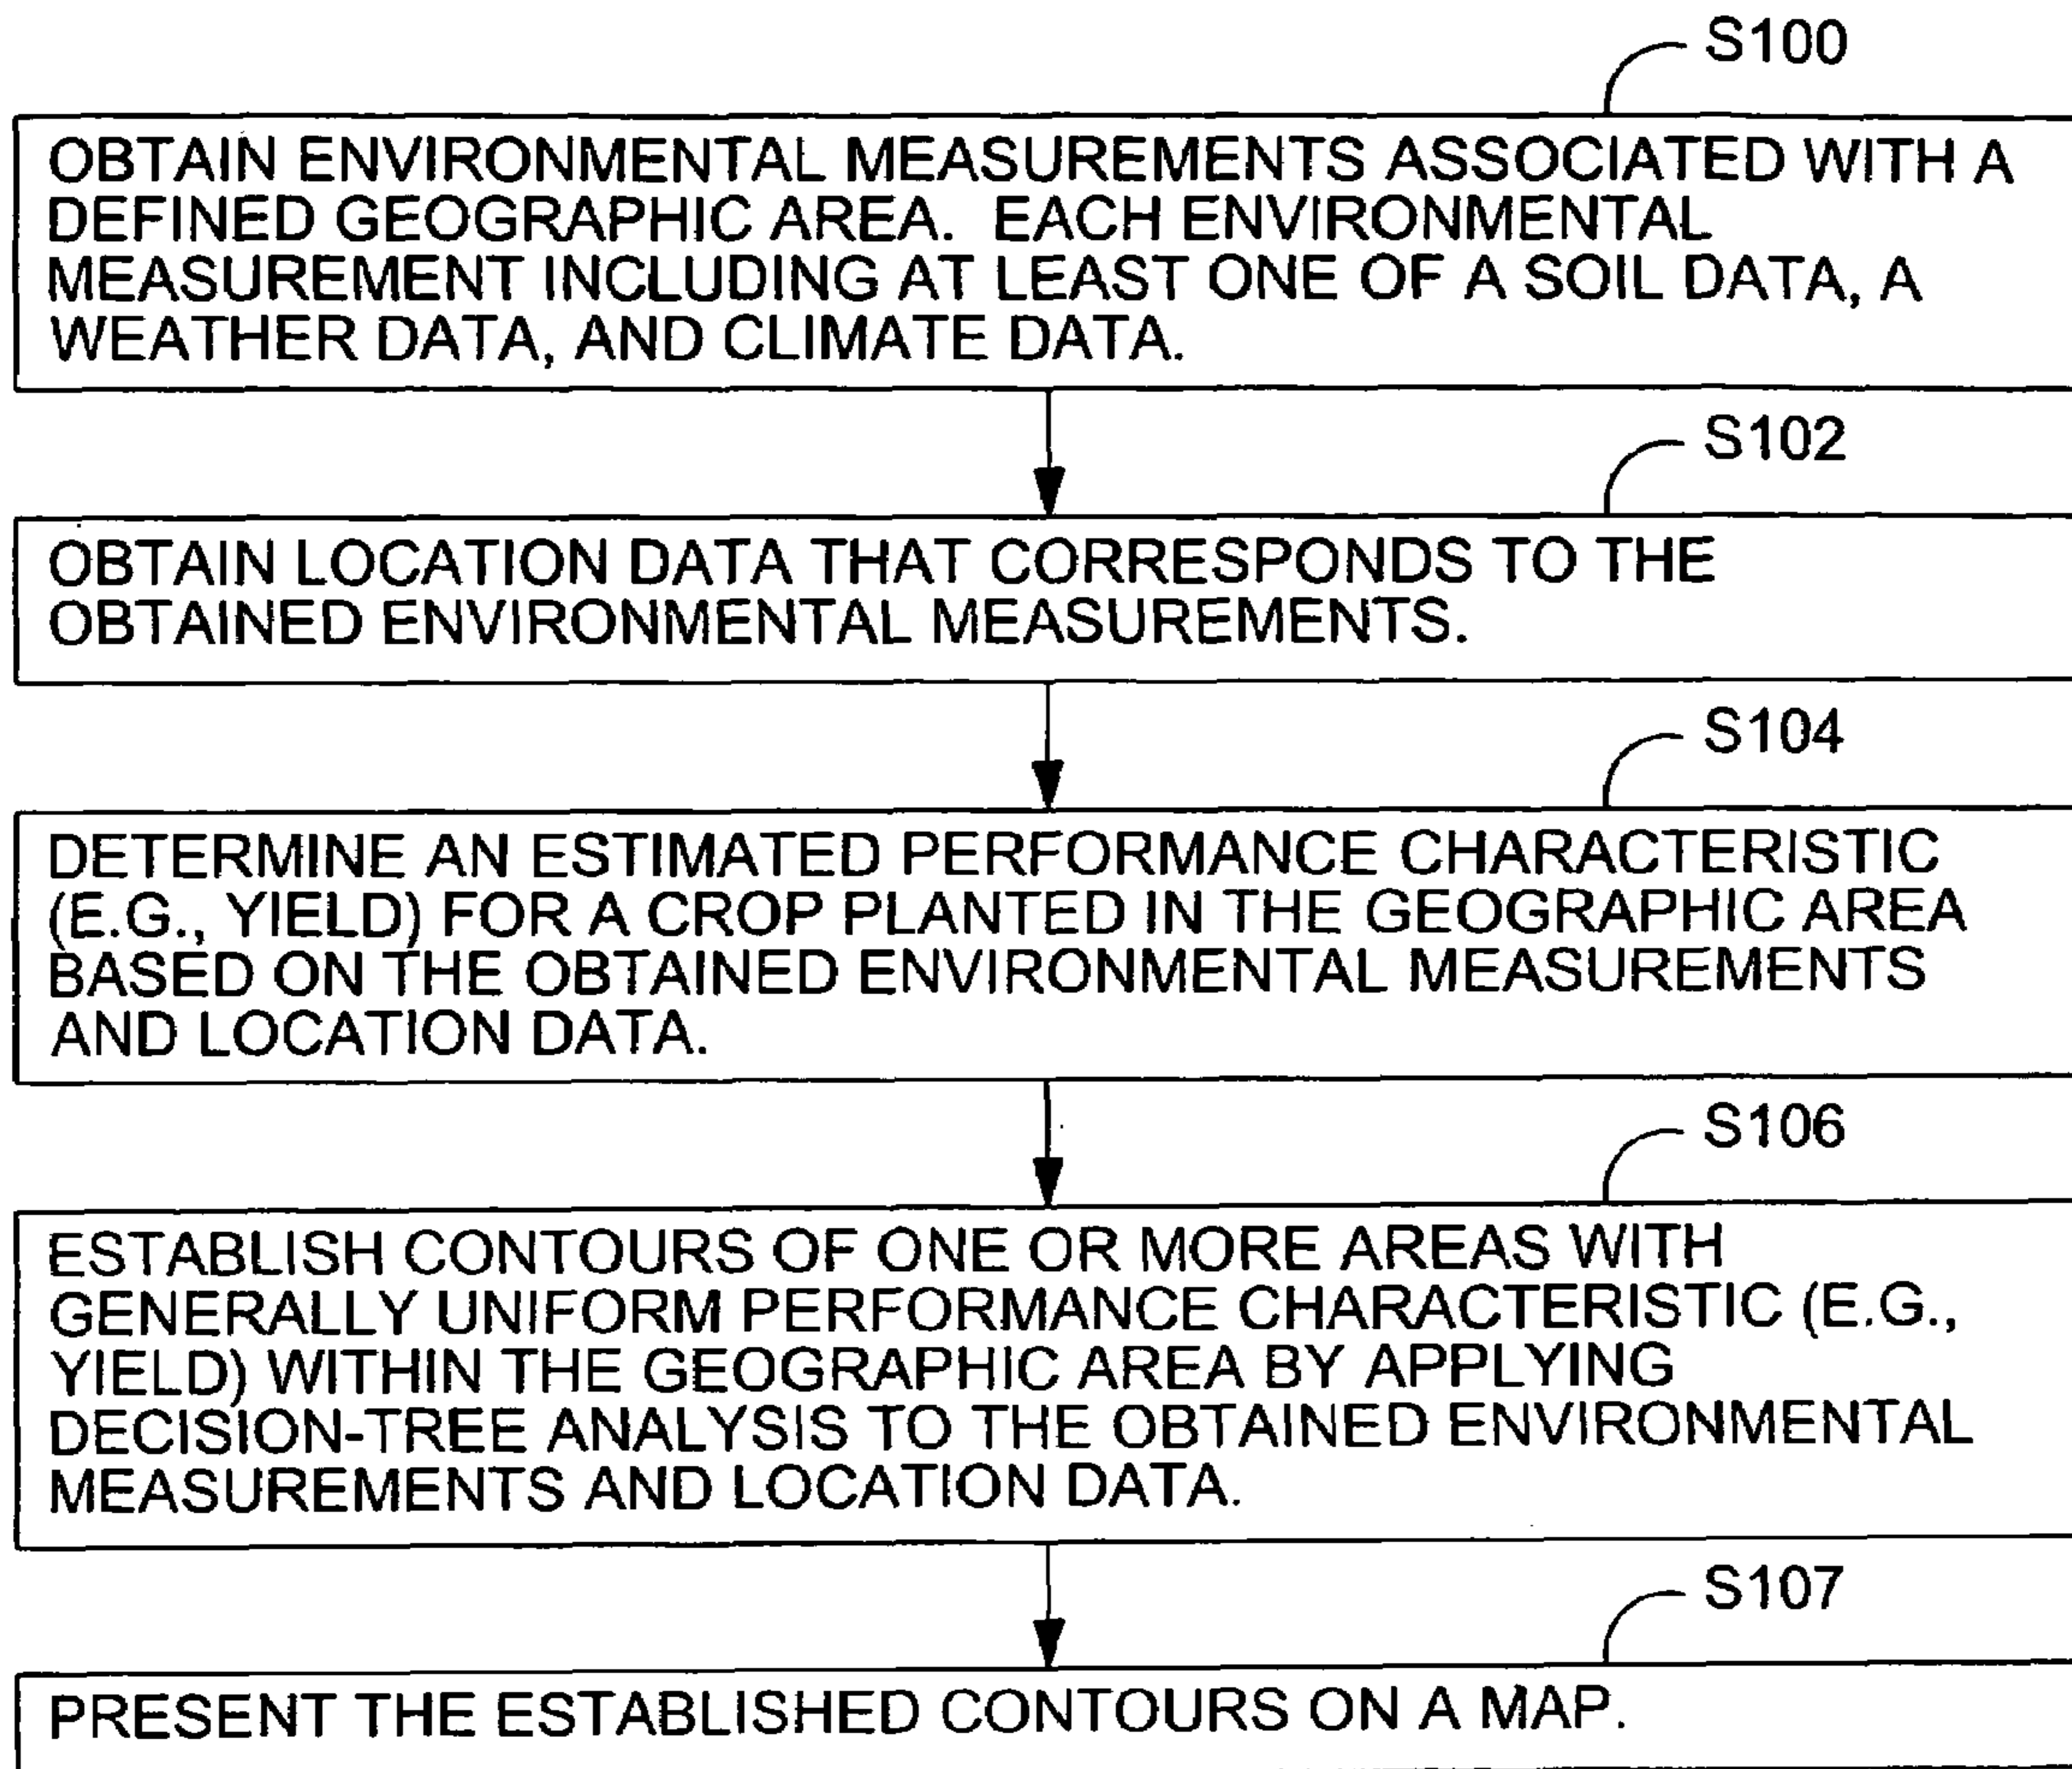 S100
OBTAIN ENVIRONMENTAL MEASUREMENTS ASSOCIATED WITH A
DEFINED GEOGRAPHIC AREA. EACH ENVIRONMENTAL
MEASUREMENT INCLUDING AT LEAST ONE OF A SOIL DATA, A
WEATHER DATA, AND CLIMATE DATA.
S102
OBTAIN LOCATION DATA THAT CORRESPONDS TO THE
OBTAINED ENVIRONMENTAL MEASUREMENTS.
S104
DETERMINE AN ESTIMATED PERFORMANCE CHARACTERISTIC
(E.G., YIELD) FOR A CROP PLANTED IN THE GEOGRAPHIC AREA
BASED ON THE OBTAINED ENVIRONMENTAL MEASUREMENTS
AND LOCATION DATA.
S106
ESTABLISH CONTOURS OF ONE OR MORE AREAS WITH
GENERALLY UNIFORM PERFORMANCE CHARACTERISTIC (E.G.,
YIELD) WITHIN THE GEOGRAPHIC AREA BY APPLYING
DECISION-TREE ANALYSIS TO THE OBTAINED ENVIRONMENTAL
MEASUREMENTS AND LOCATION DATA.
S107
PRESENT THE ESTABLISHED CONTOURS ON A MAP.